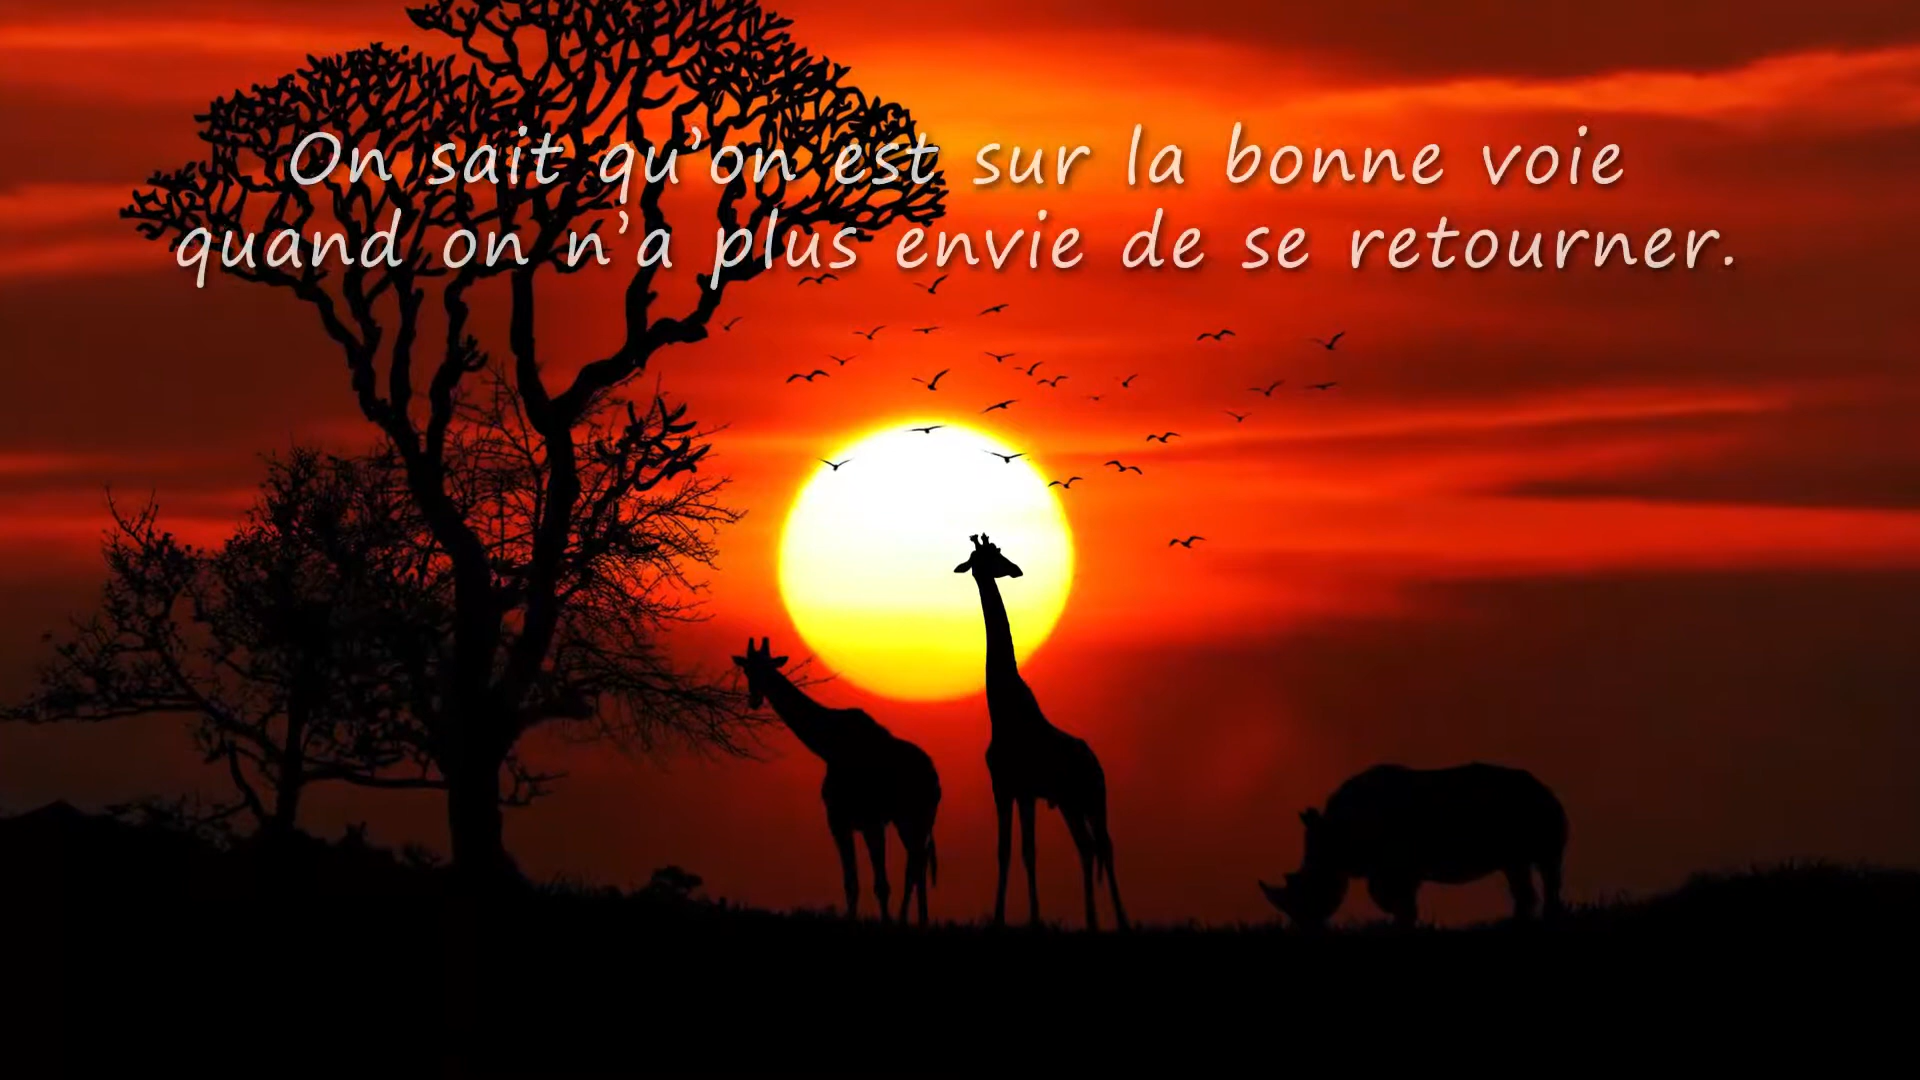 On sait qu’on est sur la bonne voie
quand on n’a plus envie de se retourner.